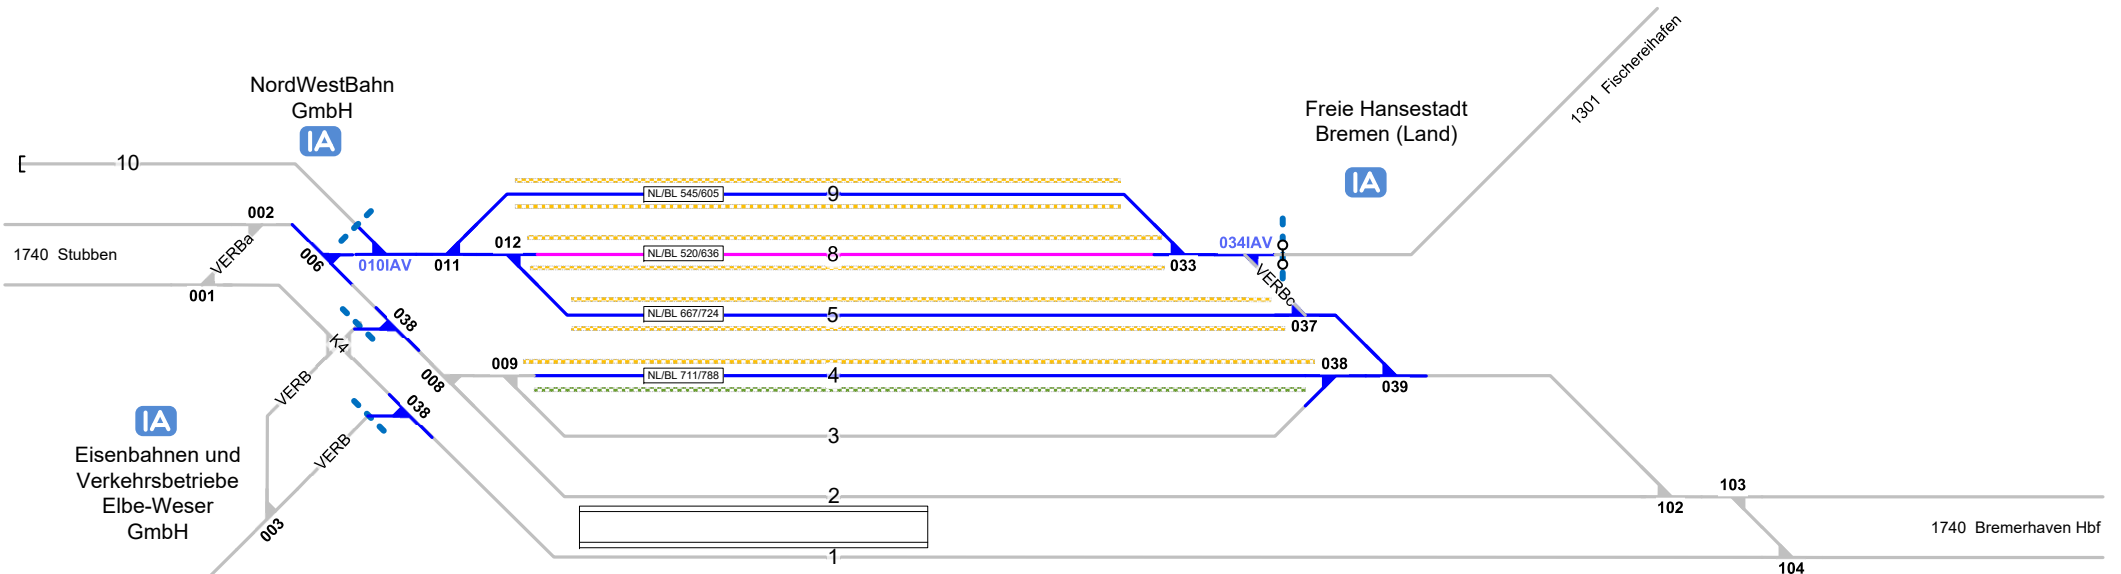 NordWestBahn
GmbH
IA
Freie Hansestadt
Bremen (Land)
IA
1301 Fischereihafen
10
NL/BL 545/605
9
002
VERBa
012
034IAV
1740 Stubben
006
010IAV
011
NL/BL 520/636
8
033
VERBc
001
NL/BL 667/724
5
037
038
K4
009
038
008
NL/BL 711/788
4
039
VERB
038
IA
Eisenbahnen und
Verkehrsbetriebe
Elbe-Weser
GmbH
VERB
3
003
2
103
102
1740 Bremerhaven Hbf
1
104